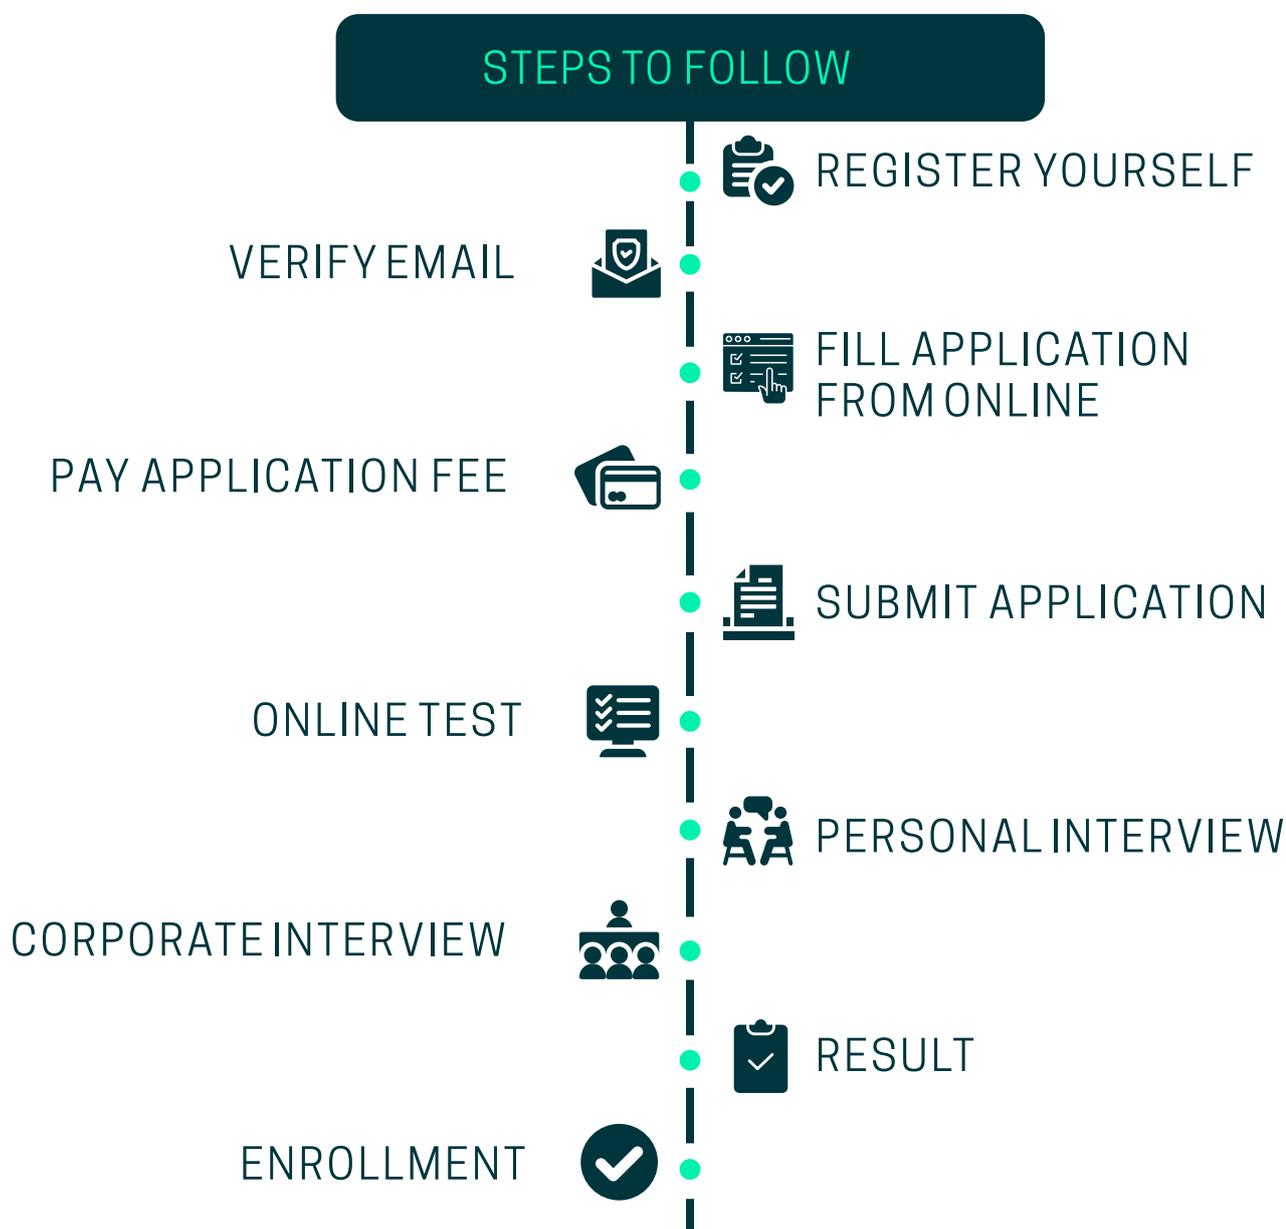 STEPS TO FOLLOW
REGISTER YOURSELF
VERIFY EMAIL
FILL APPLICATION
FROM ONLINE
PAY APPLICATION FEE
SUBMIT APPLICATION
ONLINE TEST
PERSONAL INTERVIEW
CORPORATE INTERVIEW
RESULT
ENROLLMENT